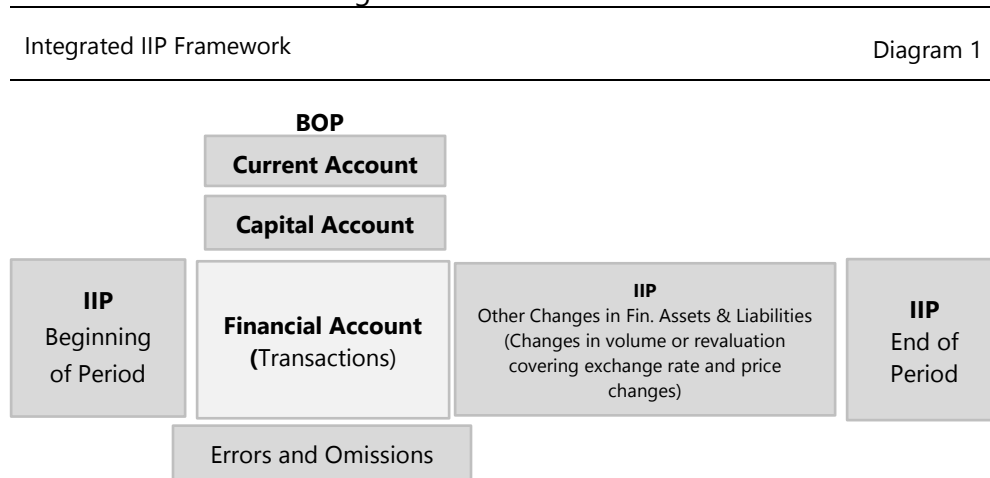 Integrated IIP Framework
Diagram 1
BOP
Current Account
Capital Account
IIP
Beginning
of Period
Financial Account
(Transactions)
IIP
Other Changes in Fin. Assets & Liabilities
(Changes in volume or revaluation
covering exchange rate and price
changes)
IIP
End of
Period
Errors and Omissions